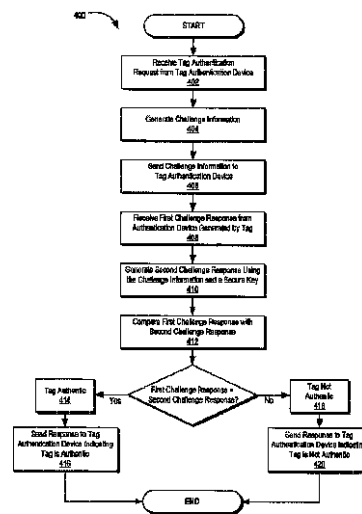 400
START
Receive Tag Authentication
Request from Tag Authentication Device
402
Generate Challenge Information
404
Send Challenge Information to
Tag Authentication Device
406
Receive First Challenge Response from
Authentication Device Generated by Tag
408
Generate Second Challenge Response Using
the Challenge Information and a Secure Key
410
Compare First Challenge Response with
Second Challenge Response
412
First Challenge Response =
Second Challenge Response?
Yes
No
Tag Authentic
414
Tag Not
Authentic
418
Send Response to Tag
Authentication Device Indicating
Tag is Authentic
416
Send Response to Tag
Authentication Device Indicating
Tag is Not Authentic
420
END